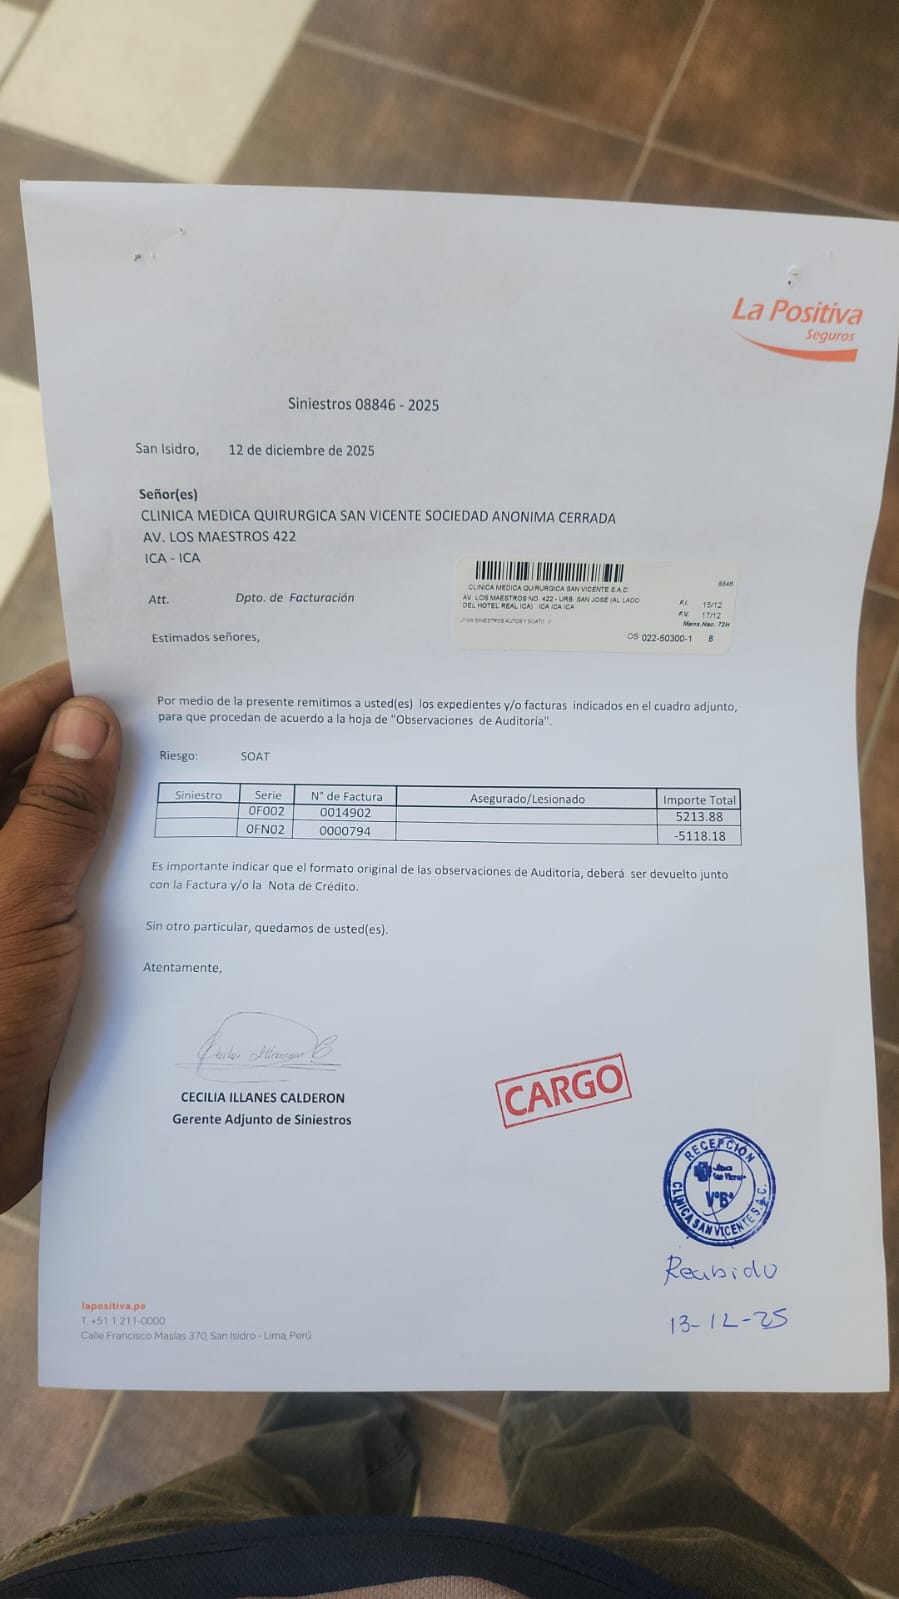 La Positiva
Seguros
Siniestros 08846 - 2025
San Isidro, 12 de diciembre de 2025
Señor(es)
CLINICA MEDICA QUIRURGICA SAN VICENTE SOCIEDAD ANONIMA CERRADA
AV. LOS MAESTROS 422
ICA - ICA
Att. Dpto. de Facturación
8846
CLINICA MEDICA QUIRURGICA SAN VICENTE S.A.C.
AV. LOS MAESTROS NO. 422 - URB. SAN JOSE (AL LADO
DEL HOTEL REAL ICA) ICA ICA ICA
F.I. 15/12
F.V. 17/12
Mens.Nac. 72H
SINIESTROS AUTOS Y SOAT
OS 022-50300-1 8
Estimados señores,
Por medio de la presente remitimos a usted(es) los expedientes y/o facturas indicados en el cuadro adjunto,
para que procedan de acuerdo a la hoja de "Observaciones de Auditoría".
Riesgo: SOAT
Siniestro Serie N° de Factura Asegurado/Lesionado Importe Total
0F002 0014902 5213.88
0FN02 0000794 -5118.18
Es importante indicar que el formato original de las observaciones de Auditoria, deberá ser devuelto junto
con la Factura y/o la Nota de Crédito.
Sin otro particular, quedamos de usted(es).
Atentamente,
CECILIA ILLANES CALDERON
Gerente Adjunto de Siniestros
CARGO
RECEPCIÓN
V°B°
CLINICA SAN VICENTE S.A.C.
Recibido
13-12-25
lapositiva.pe
T. +51 1 211-0000
Calle Francisco Masías 370, San Isidro - Lima, Perú